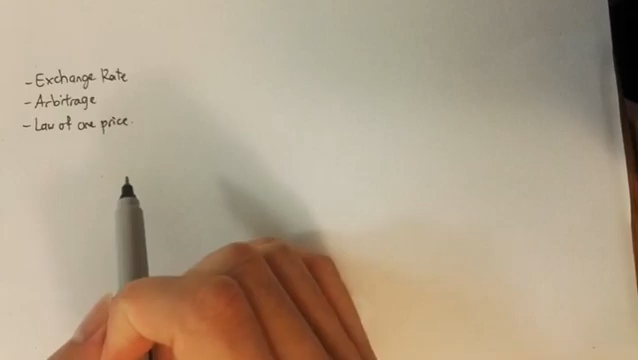 - Exchange Rate
- Arbitrage
- Law of one price.